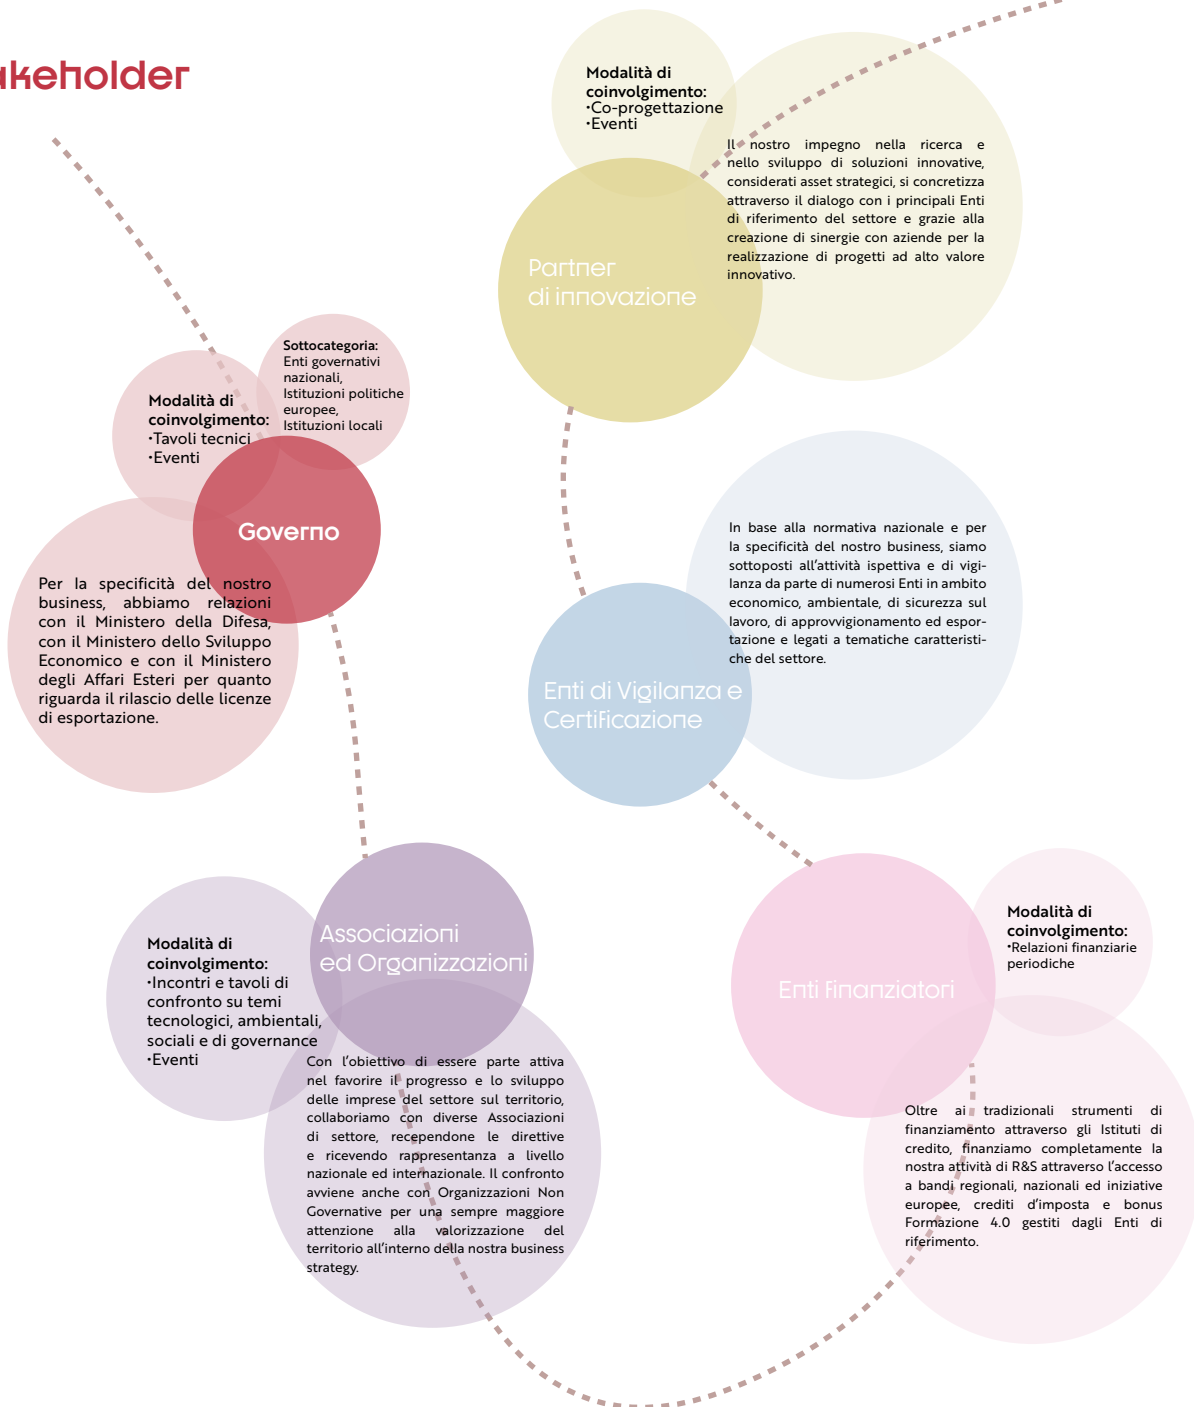 akeholder
Modalità di
coinvolgimento:
•Co-progettazione
•Eventi
Il nostro impegno nella ricerca e
nello sviluppo di soluzioni innovative,
considerati asset strategici, si concretizza
attraverso il dialogo con i principali Enti
di riferimento del settore e grazie alla
creazione di sinergie con aziende per la
realizzazione di progetti ad alto valore
innovativo.
Partner
di innovazione
Sottocategoria:
Enti governativi
nazionali,
Istituzioni politiche
europee,
Istituzioni locali
Modalità di
coinvolgimento:
•Tavoli tecnici
•Eventi
Governo
Per la specificità del nostro
business, abbiamo relazioni
con il Ministero della Difesa,
con il Ministero dello Sviluppo
Economico e con il Ministero
degli Affari Esteri per quanto
riguarda il rilascio delle licenze
di esportazione.
In base alla normativa nazionale e per
la specificità del nostro business, siamo
sottoposti all’attività ispettiva e di vigi-
lanza da parte di numerosi Enti in ambito
economico, ambientale, di sicurezza sul
lavoro, di approvvigionamento ed espor-
tazione e legati a tematiche caratteristi-
che del settore.
Enti di Vigilanza e
Certificazione
Associazioni
ed Organizzazioni
Modalità di
coinvolgimento:
•Incontri e tavoli di
confronto su temi
tecnologici, ambientali,
sociali e di governance
•Eventi
Con l’obiettivo di essere parte attiva
nel favorire il progresso e lo sviluppo
delle imprese del settore sul territorio,
collaboriamo con diverse Associazioni
di settore, recependone le direttive
e ricevendo rappresentanza a livello
nazionale ed internazionale. Il confronto
avviene anche con Organizzazioni Non
Governative per una sempre maggiore
attenzione alla valorizzazione del
territorio all’interno della nostra business
strategy.
Modalità di
coinvolgimento:
•Relazioni finanziarie
periodiche
Enti finanziatori
Oltre ai tradizionali strumenti di
finanziamento attraverso gli Istituti di
credito, finanziamo completamente la
nostra attività di R&S attraverso l’accesso
a bandi regionali, nazionali ed iniziative
europee, crediti d’imposta e bonus
Formazione 4.0 gestiti dagli Enti di
riferimento.